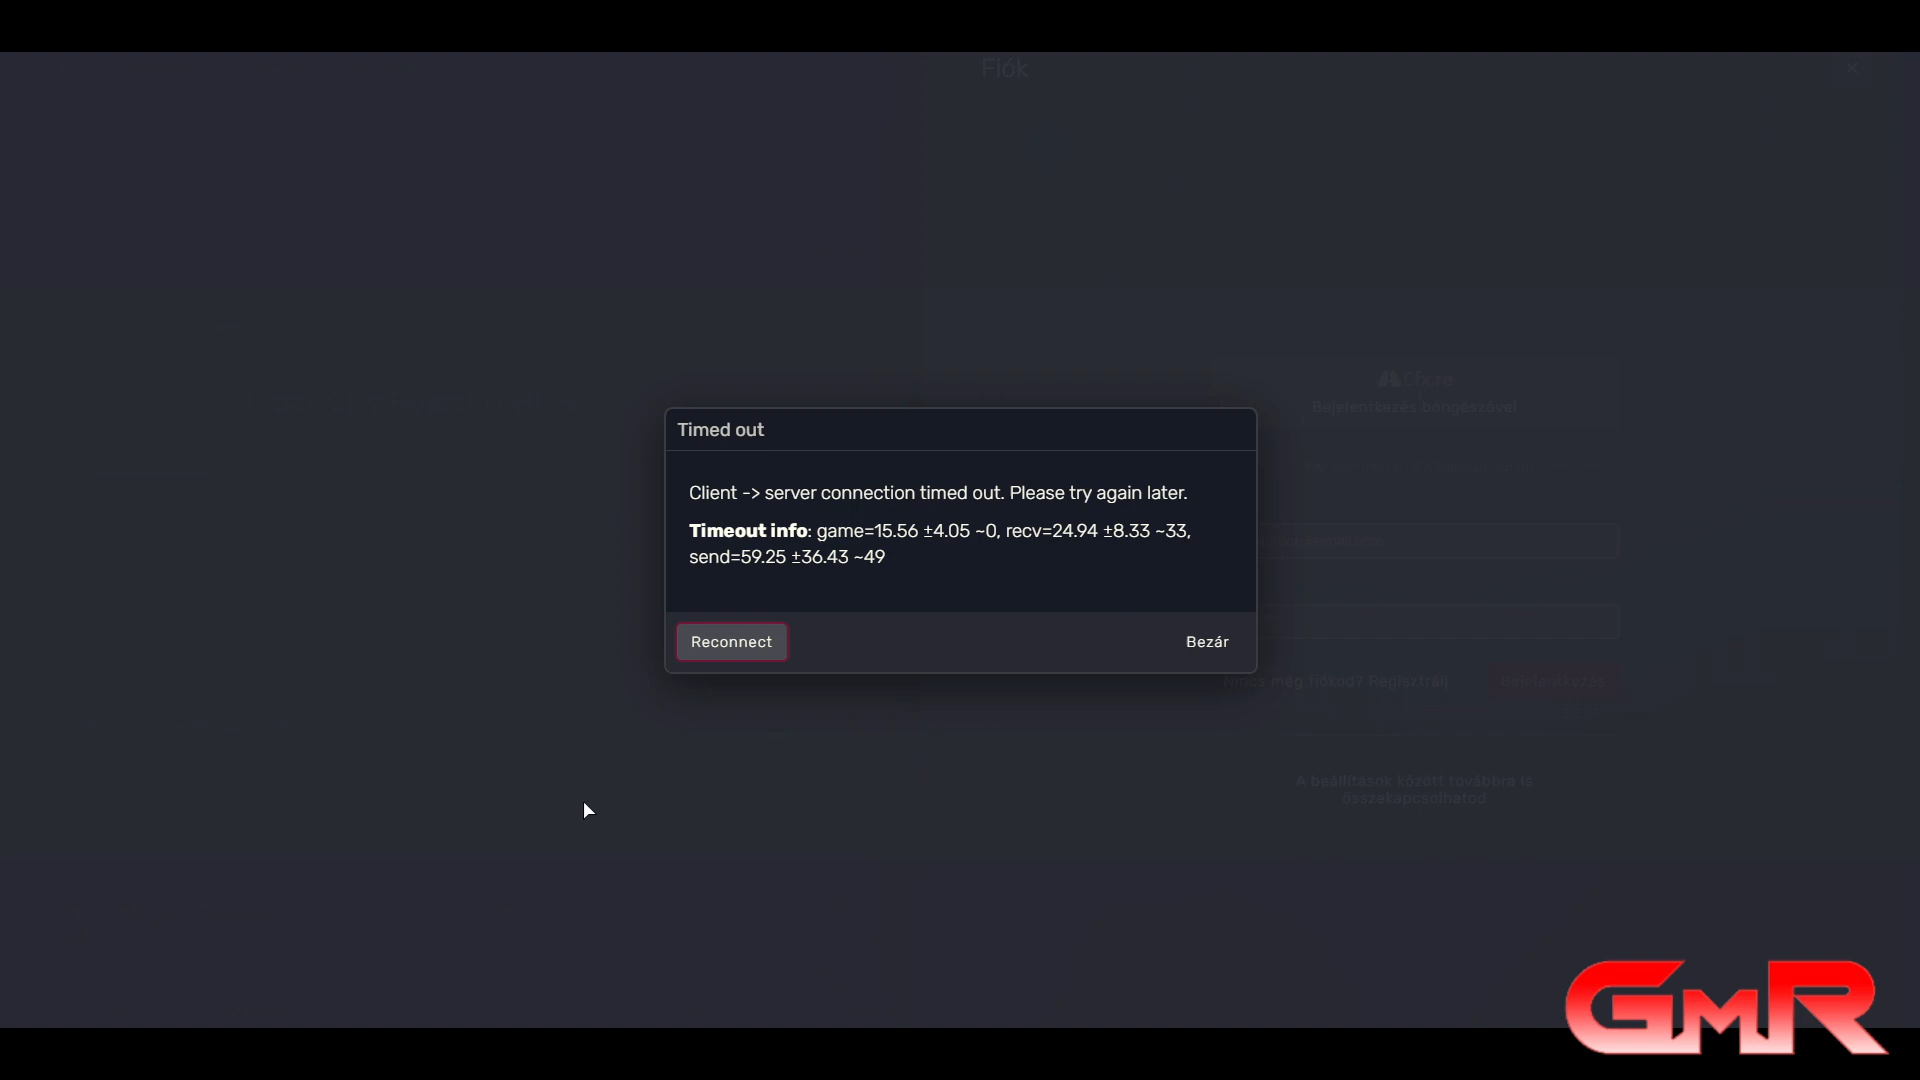 Fiók
Cfx.re
Bejelentkezés böngészővel
Timed out
Client -> server connection timed out. Please try again later.
Timeout info: game=15.56 ±4.05 ~0, recv=24.94 ±8.33 ~33,
send=59.25 ±36.43 ~49
Reconnect
Bezár
Nincs még fiókod? Regisztrálj
Bejelentkezés
A beállítások között továbbra is
összekapcsolhatod
GMR